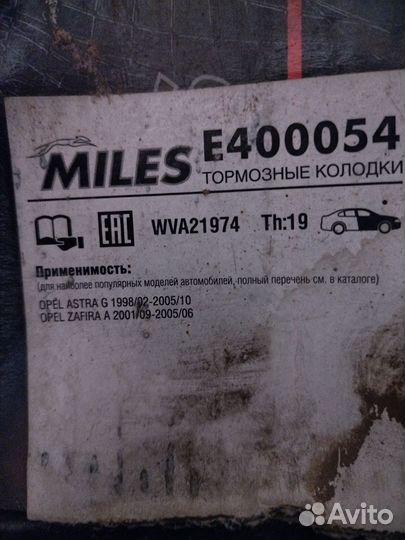 MILES
E400054
ТОРМОЗНЫЕ КОЛОДКИ
EAC
WVA21974 Th:19
Применимость:
(для наиболее популярных моделей автомобилей, полный перечень см. в каталоге)
OPEL ASTRA G 1998/02-2005/10
OPEL ZAFIRA A 2001/09-2005/06
Avito